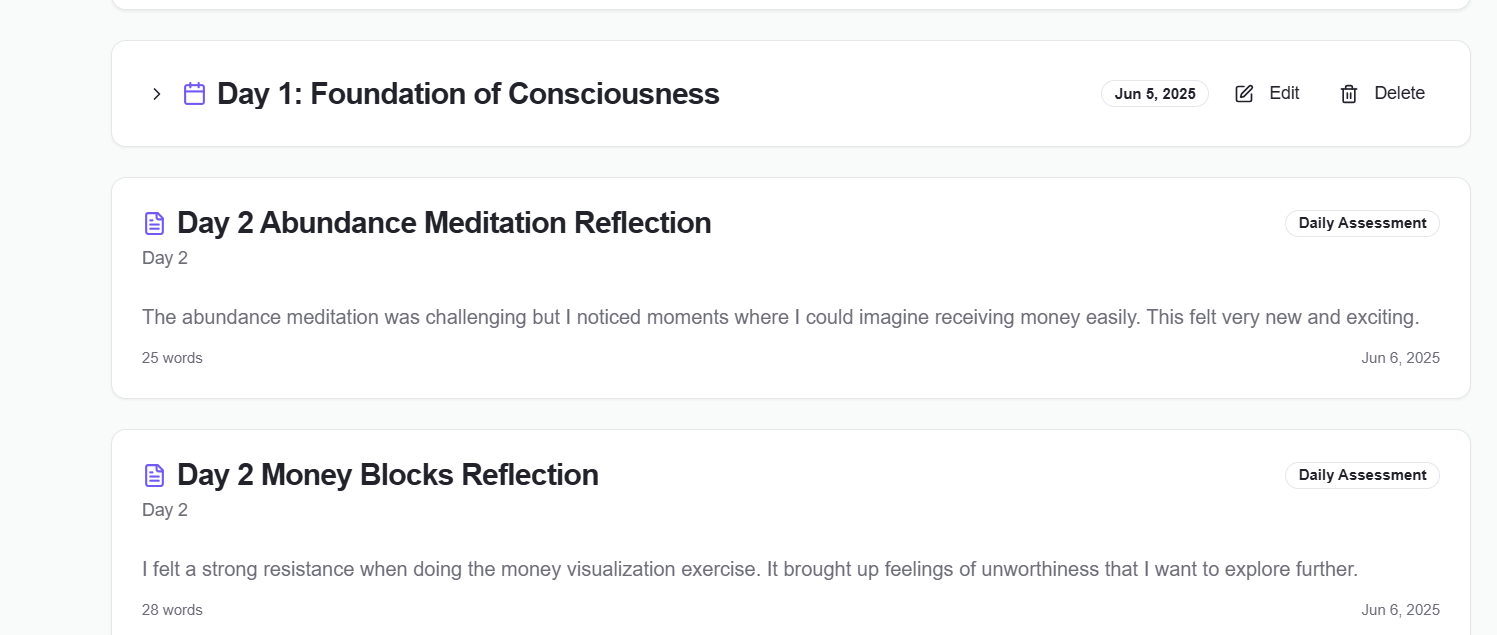 Day 1: Foundation of Consciousness Jun 5, 2025 Edit Delete
Day 2 Abundance Meditation Reflection Daily Assessment
Day 2
The abundance meditation was challenging but I noticed moments where I could imagine receiving money easily. This felt very new and exciting.
25 words Jun 6, 2025
Day 2 Money Blocks Reflection Daily Assessment
Day 2
I felt a strong resistance when doing the money visualization exercise. It brought up feelings of unworthiness that I want to explore further.
28 words Jun 6, 2025